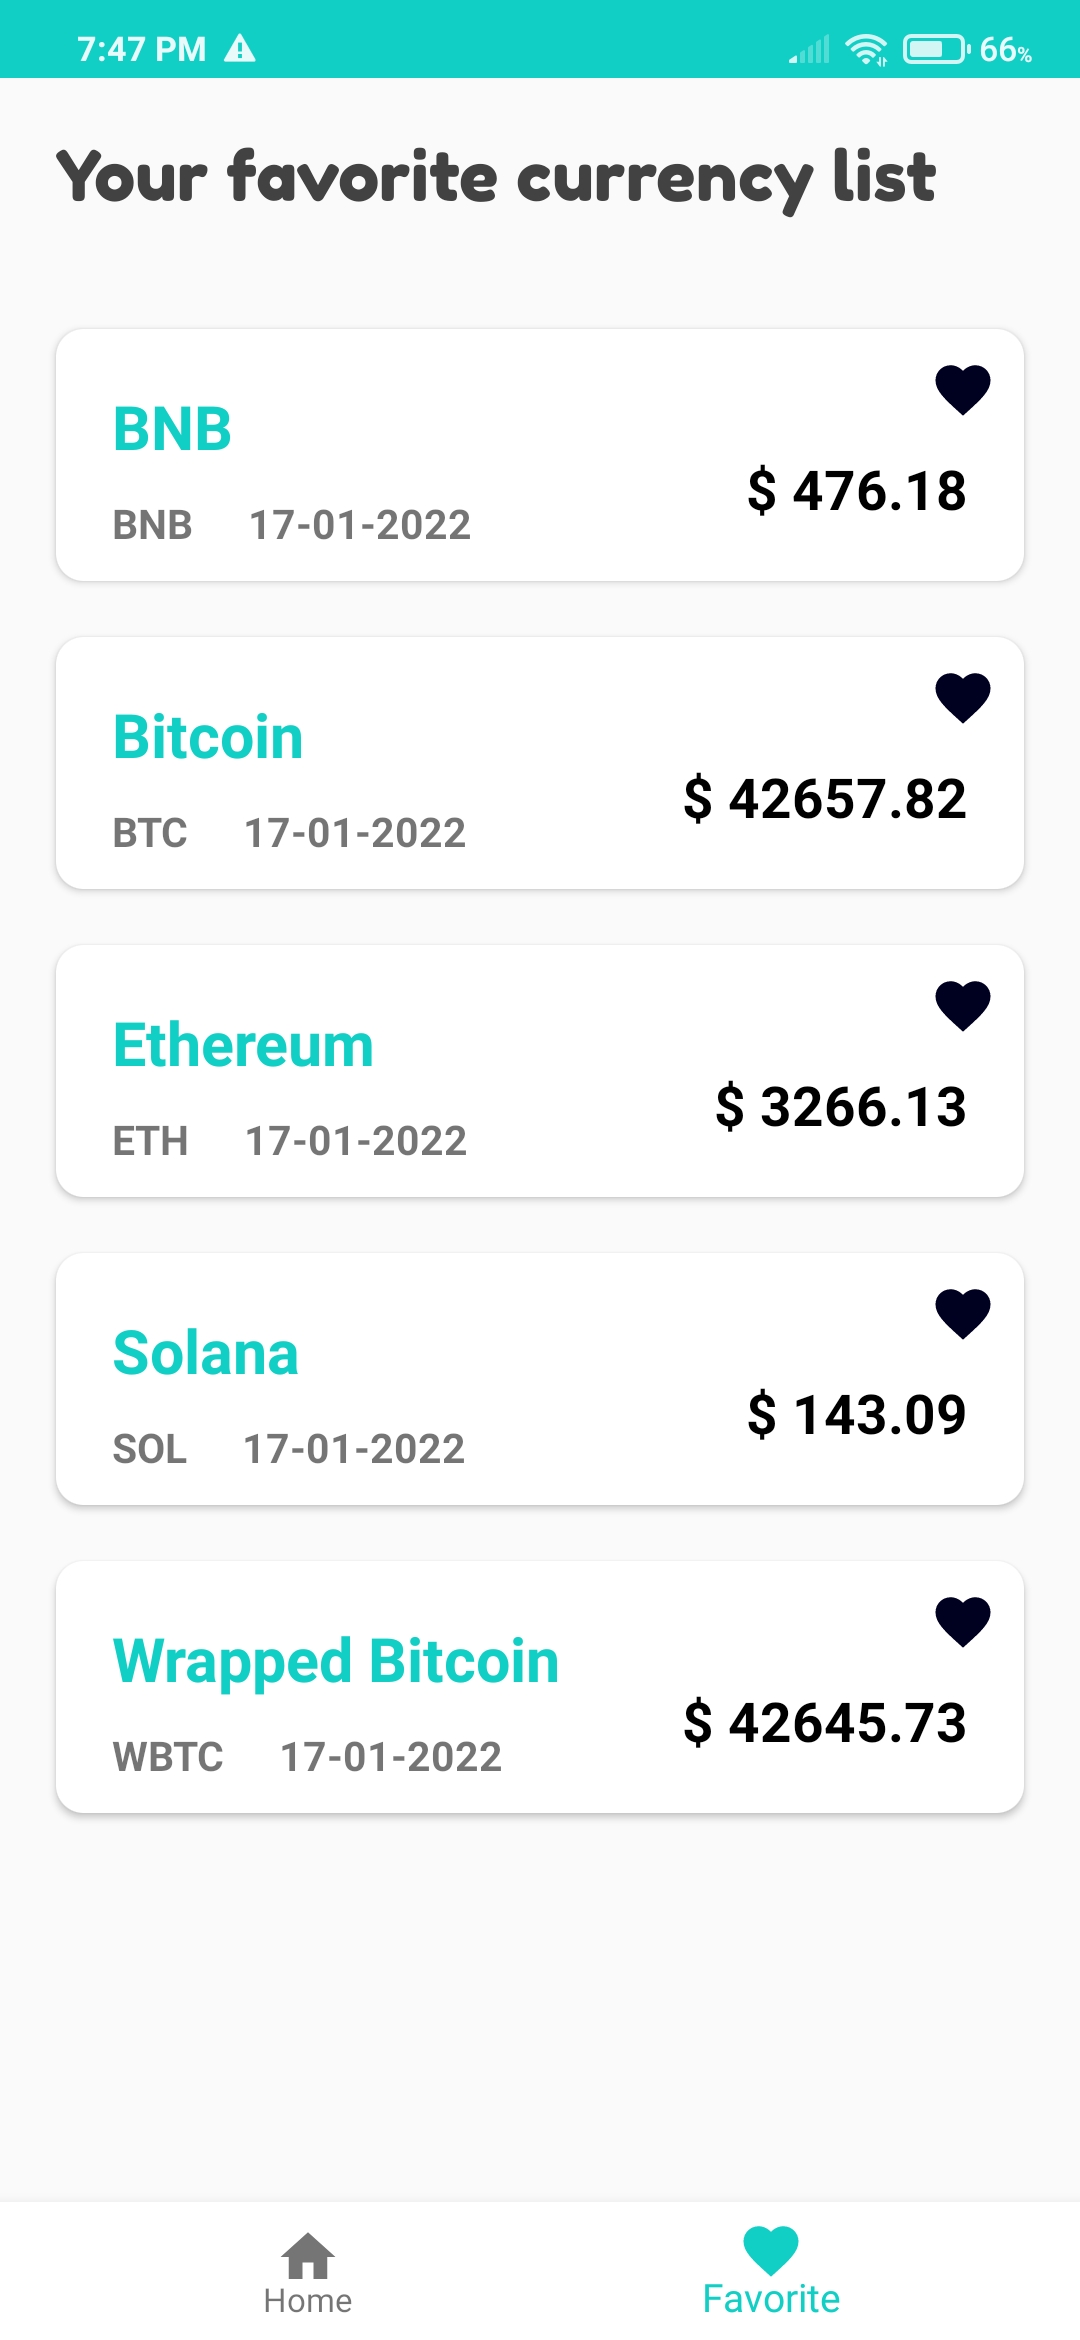 7:47 PM 66%
Your favorite currency list
BNB
$ 476.18
BNB 17-01-2022
Bitcoin
$ 42657.82
BTC 17-01-2022
Ethereum
$ 3266.13
ETH 17-01-2022
Solana
$ 143.09
SOL 17-01-2022
Wrapped Bitcoin
$ 42645.73
WBTC 17-01-2022
Home Favorite